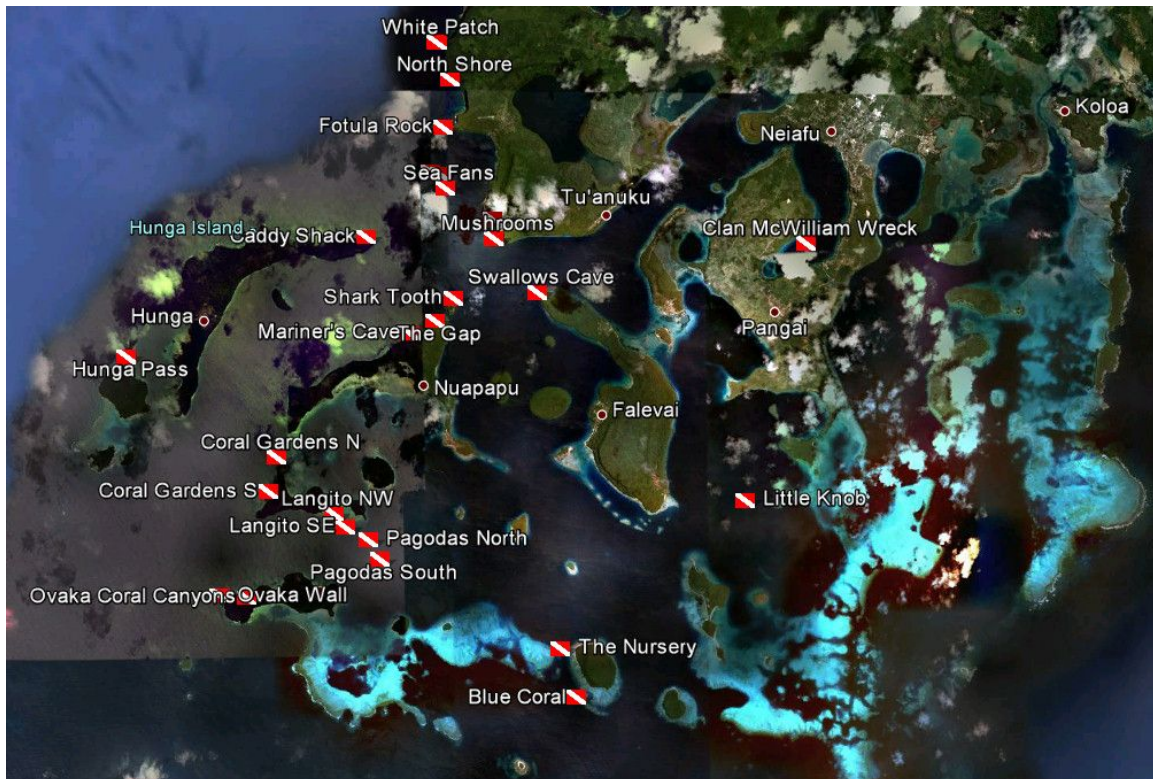 White Patch
North Shore
Koloa
Fotula Rock
Neiafu
Sea Fans
Tu'anuku
Hunga Island
Caddy Shack
Mushrooms
Clan McWilliam Wreck
Swallows Cave
Shark Tooth
Hunga
Mariner's Cave
The Gap
Pangai
Hunga Pass
Nuapapu
Falevai
Coral Gardens N
Coral Gardens S
Langito NW
Little Knob
Langito SE
Pagodas North
Pagodas South
Ovaka Coral Canyons
Ovaka Wall
The Nursery
Blue Coral